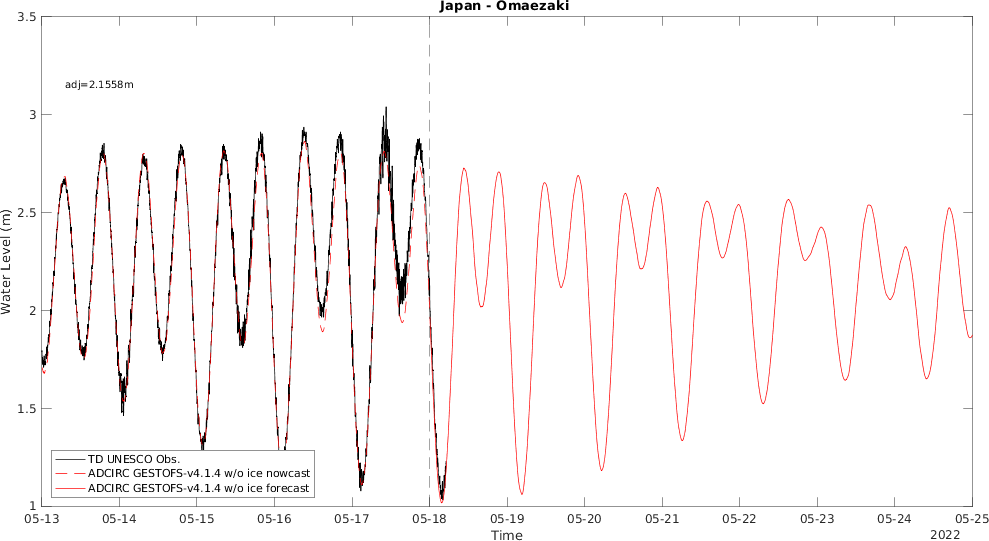 Japan - Omaezaki
3.5
3
2.5
2
1.5
1
Water Level (m)
adj=2.1558m
TD UNESCO Obs.
ADCIRC GESTOFS-v4.1.4 w/o ice nowcast
ADCIRC GESTOFS-v4.1.4 w/o ice forecast
05-13 05-14 05-15 05-16 05-17 05-18 05-19 05-20 05-21 05-22 05-23 05-24 05-25
Time
2022